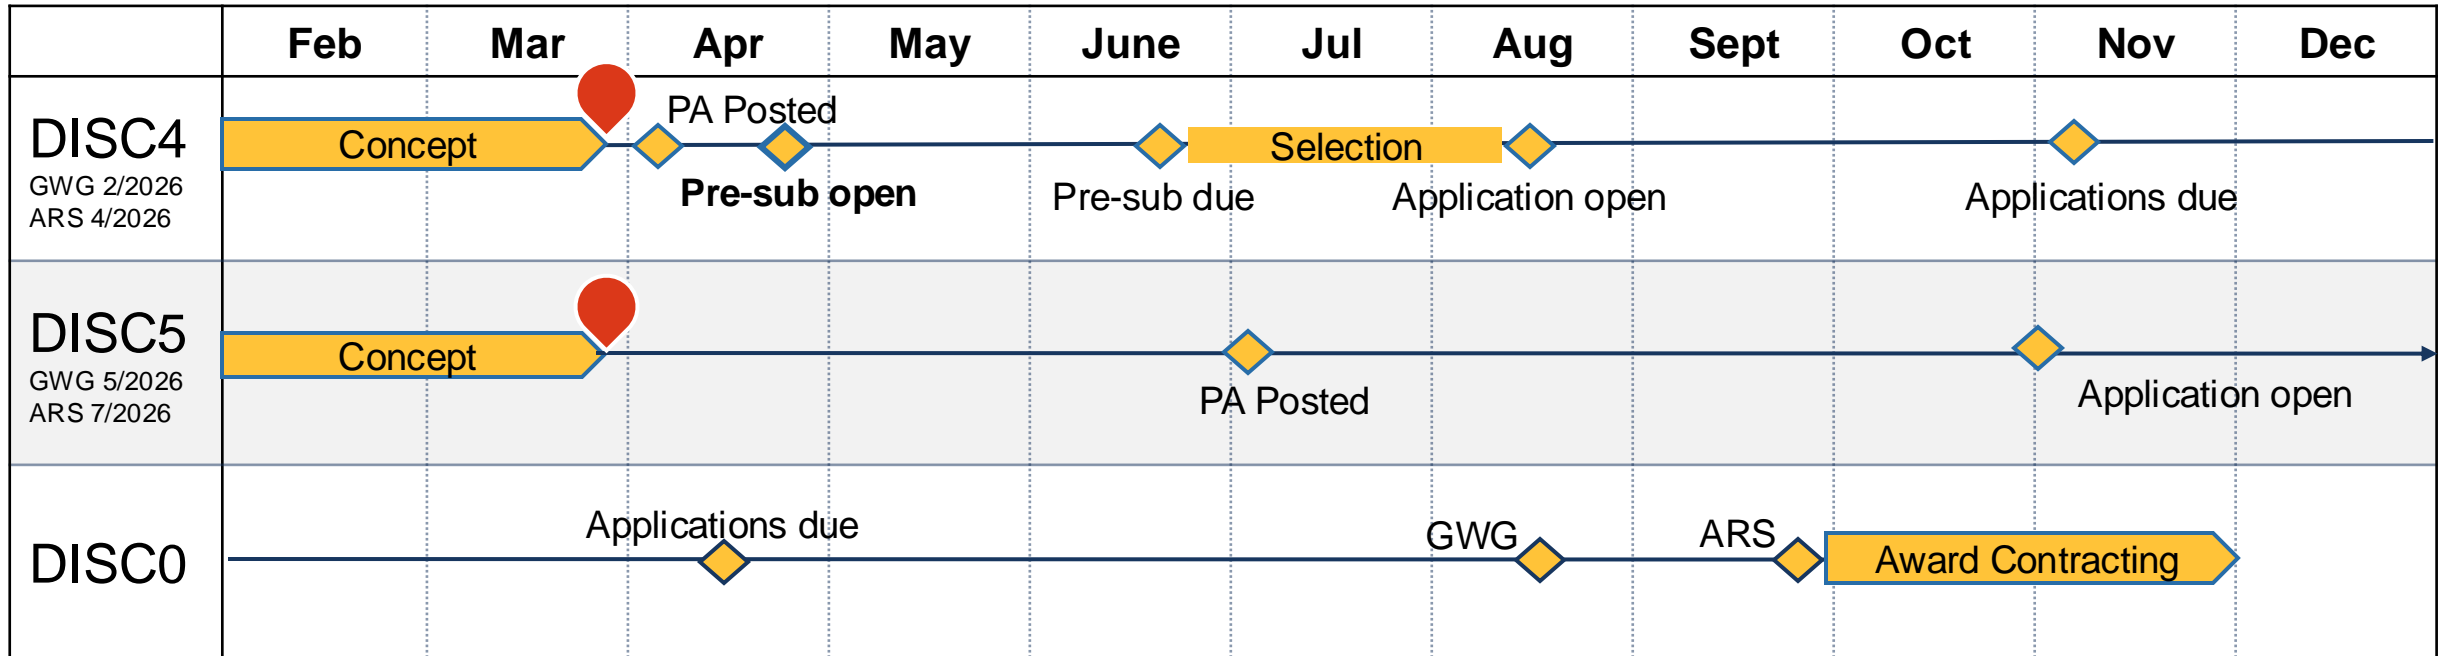 Feb Mar Apr May June Jul Aug Sept Oct Nov Dec
DISC4
GWG 2/2026
ARS 4/2026
Concept
PA Posted
Pre-sub open
Pre-sub due
Selection
Application open
Applications due
DISC5
GWG 5/2026
ARS 7/2026
Concept
PA Posted
Application open
DISC0
Applications due
GWG
ARS
Award Contracting